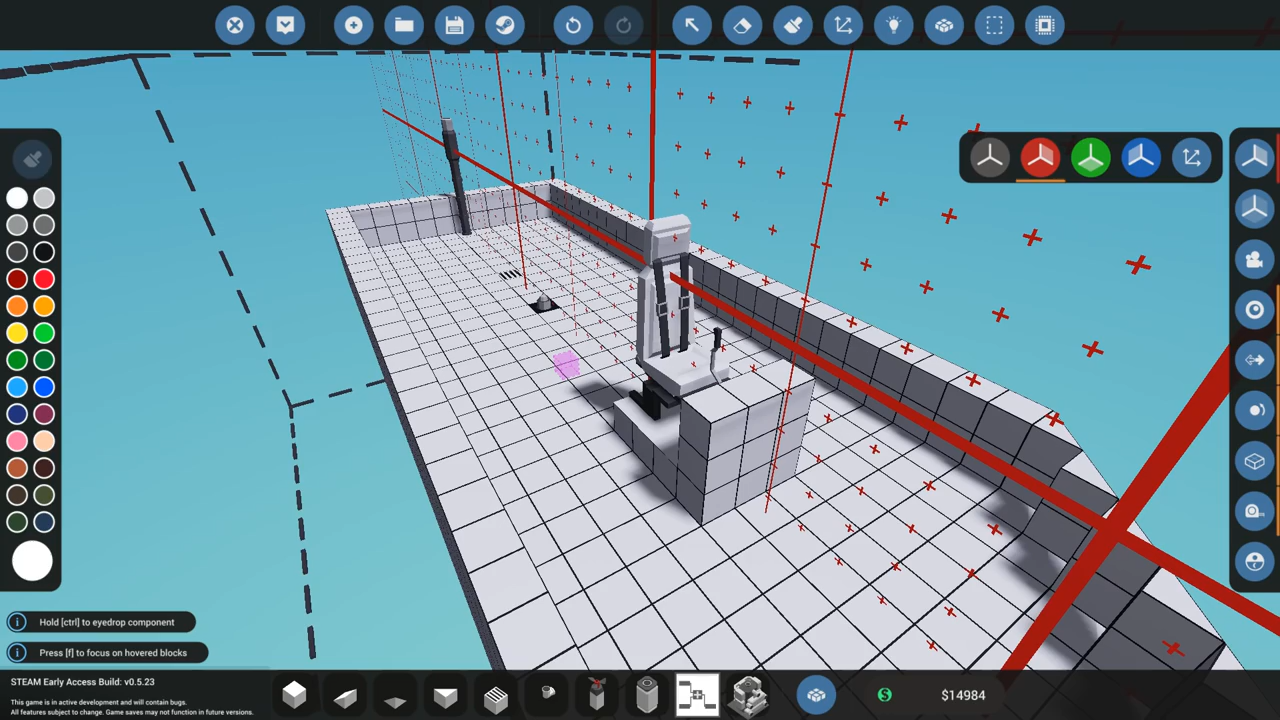 Hold [ctrl] to eyedrop component
Press [f] to focus on hovered blocks
STEAM Early Access Build: v0.5.23
This game is in active development and will contain bugs.
All features subject to change. Game saves may not function in future versions.
$ $14984